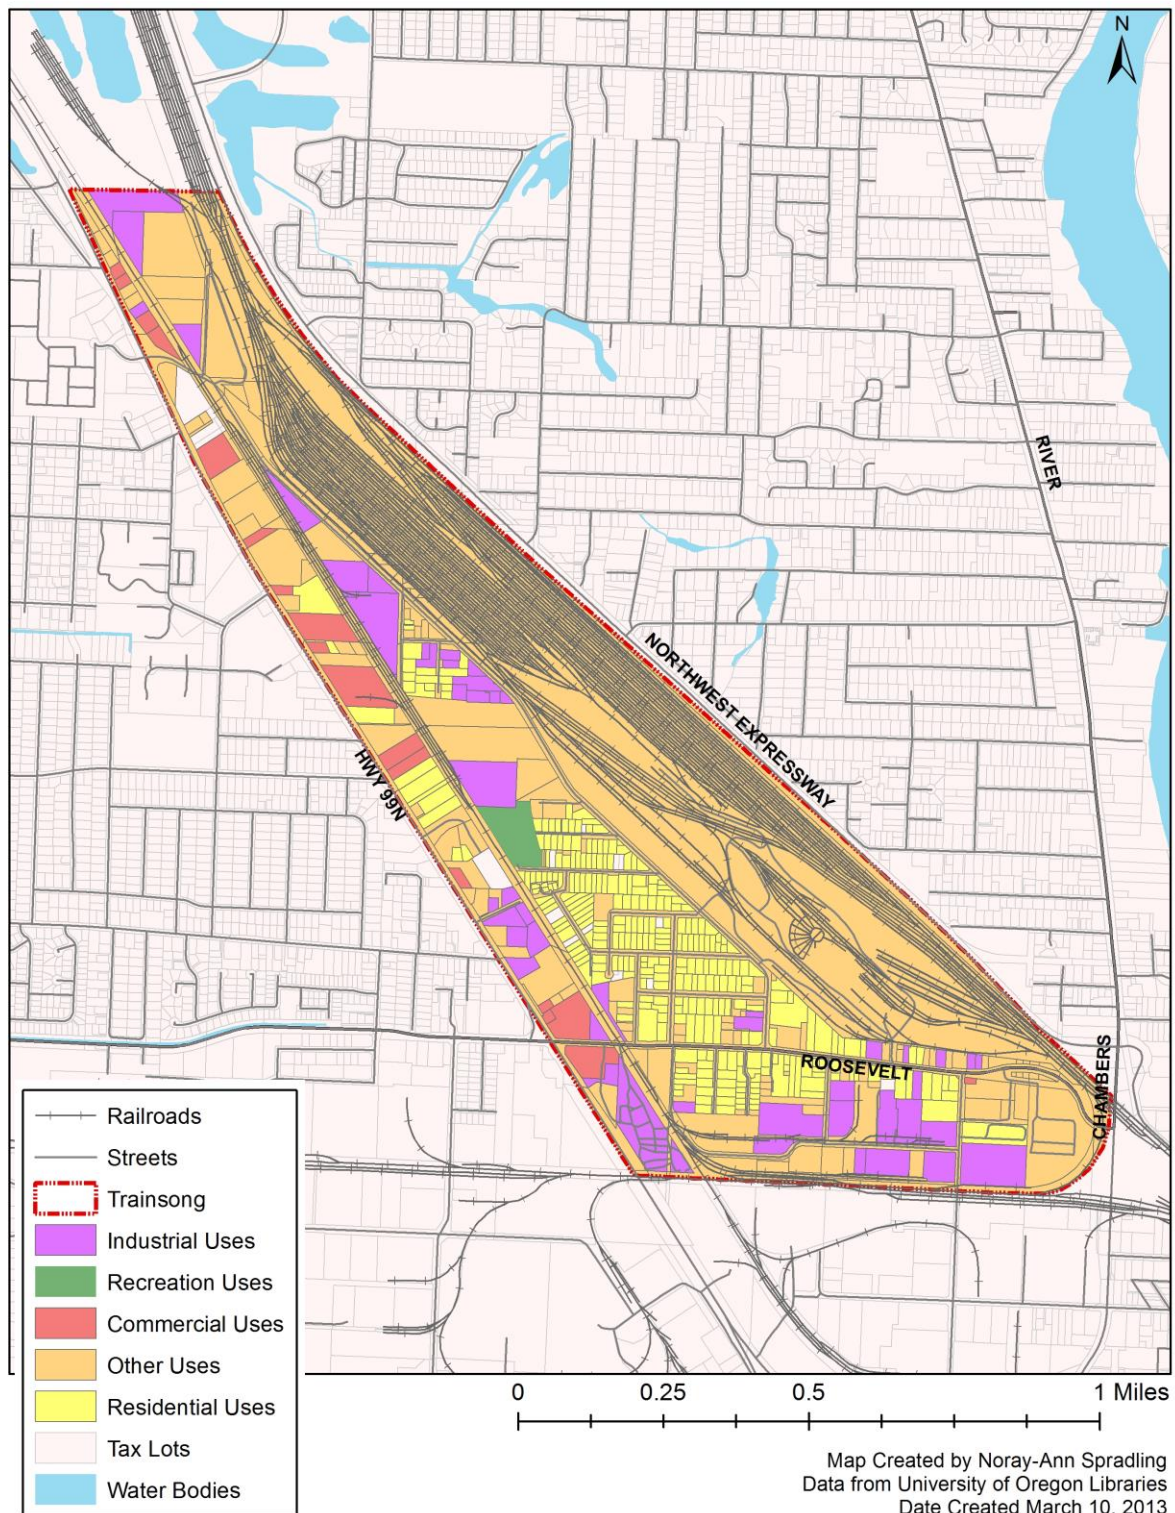 N
RIVER
NORTHWEST EXPRESSWAY
HWY 99N
ROOSEVELT
CHAMBERS
Railroads
Streets
Trainsong
Industrial Uses
Recreation Uses
Commercial Uses
Other Uses
Residential Uses
Tax Lots
Water Bodies
0 0.25 0.5 1 Miles
Map Created by Noray-Ann Spradling
Data from University of Oregon Libraries
Date Created March 10, 2013